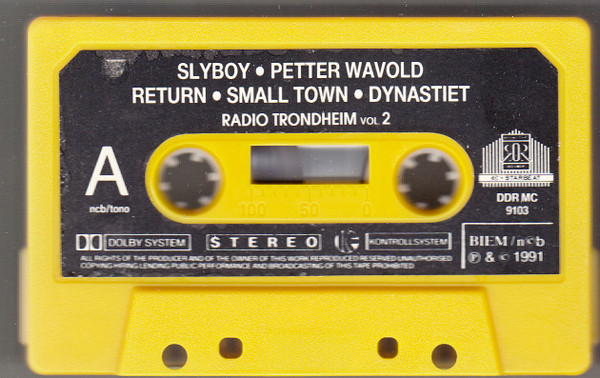 SLYBOY • PETTER WAVOLD
RETURN • SMALL TOWN • DYNASTIET
RADIO TRONDHEIM VOL 2
A
ncb/tono
100 50 0
STARBEAT
DDR MC
9103
DOLBY SYSTEM
STEREO
KONTROLLSYSTEM
BIEM/n©b
℗ & © 1991
ALL RIGHTS OF THE PRODUCER AND OF THE OWNER OF THIS WORK REPRODUCED RESERVED UNAUTHORISED
COPYING HIRING LENDING PUBLIC PERFORMANCE AND BROADCASTING OF THIS TAPE PROHIBITED